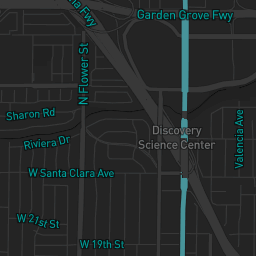 Garden Grove Fwy
Fwy
N Flower St
Sharon Rd
Riviera Dr
Discovery
Science Center
Valencia Ave
W Santa Clara Ave
W 21st St
W 19th St